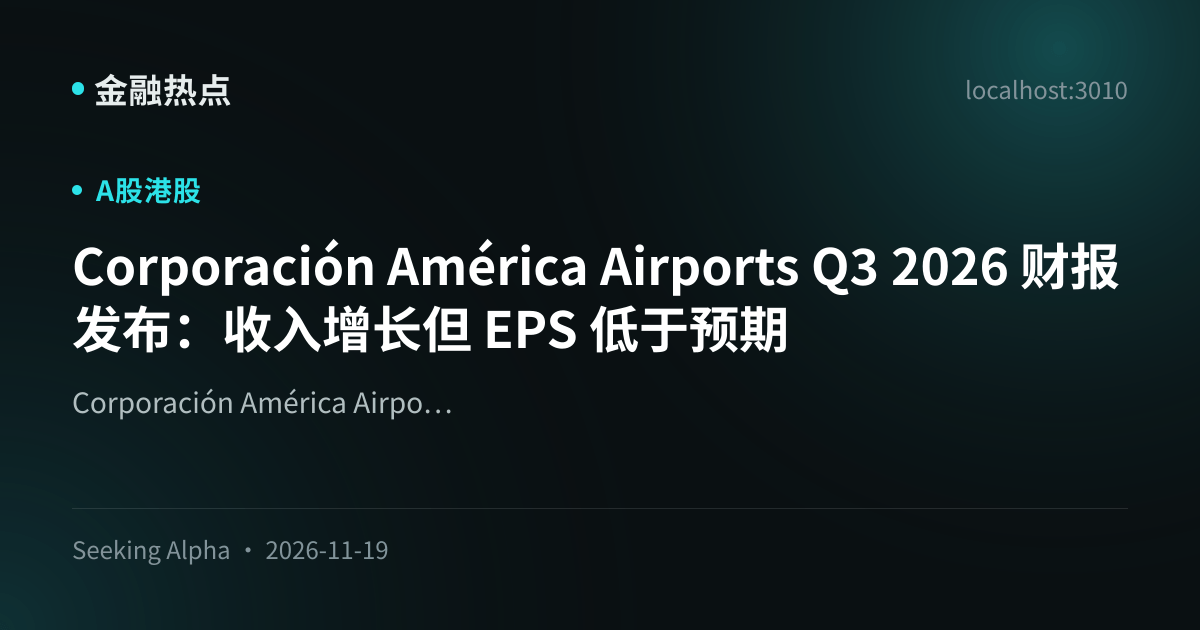 金融热点
localhost:3010
A股港股
Corporación América Airports Q3 2026 财报
发布：收入增长但 EPS 低于预期
Corporación América Airpo…
Seeking Alpha · 2026-11-19